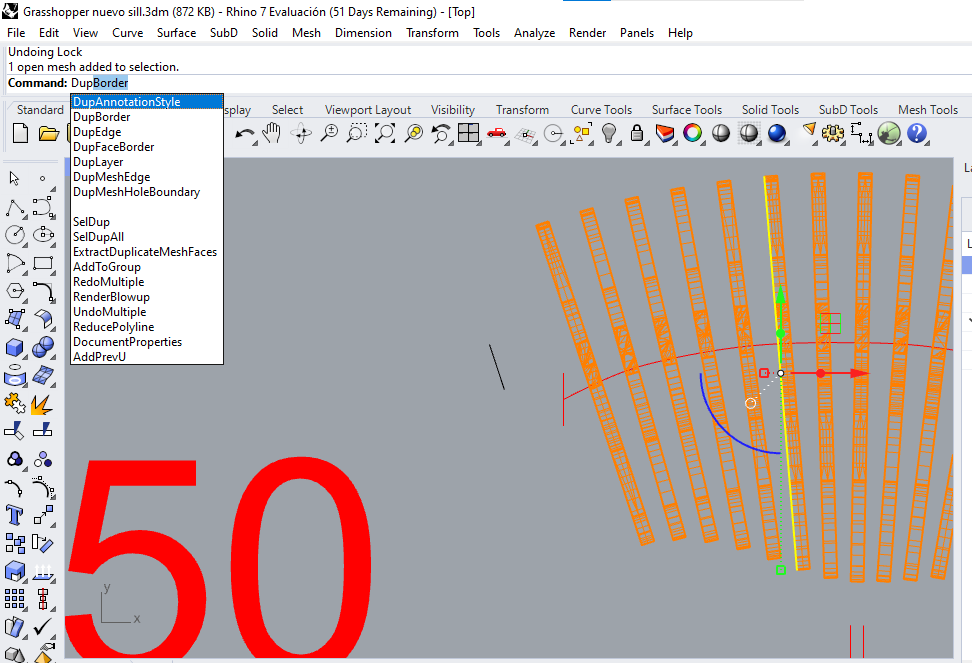 Grasshopper nuevo sill.3dm (872 KB) - Rhino 7 Evaluación (51 Days Remaining) - [Top]
File Edit View Curve Surface SubD Solid Mesh Dimension Transform Tools Analyze Render Panels Help
Undoing Lock
1 open mesh added to selection.
Command: DupBorder
Standard splay Select Viewport Layout Visibility Transform Curve Tools Surface Tools Solid Tools SubD Tools Mesh Tools
DupAnnotationStyle
DupBorder
DupEdge
DupFaceBorder
DupLayer
DupMeshEdge
DupMeshHoleBoundary
SelDup
SelDupAll
ExtractDuplicateMeshFaces
AddToGroup
RedoMultiple
RenderBlowup
UndoMultiple
ReducePolyline
DocumentProperties
AddPrevU
50
y
x